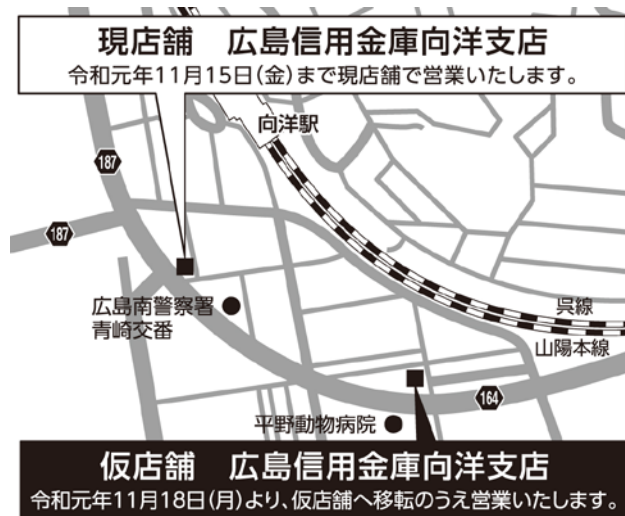 現店舗　広島信用金庫向洋支店
令和元年11月15日(金)まで現店舗で営業いたします。
向洋駅
187
187
広島南警察署
青崎交番
呉線
山陽本線
164
平野動物病院
仮店舗　広島信用金庫向洋支店
令和元年11月18日(月)より、仮店舗へ移転のうえ営業いたします。